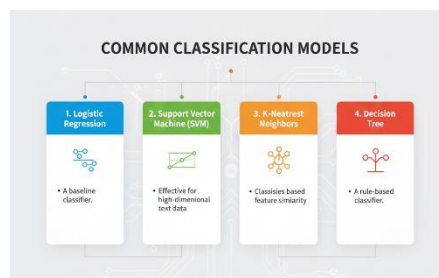 COMMON CLASSIFICATION MODELS
1. Logistic
Regression
• A baseline
classifier.
2. Support Vector
Machine (SVM)
• Effective for
high-dimenional
text data
3. K-Neatrest
Neighbors
• Classisies based
feature simiarity
4. Decision
Tree
• A rule-based
classifier.